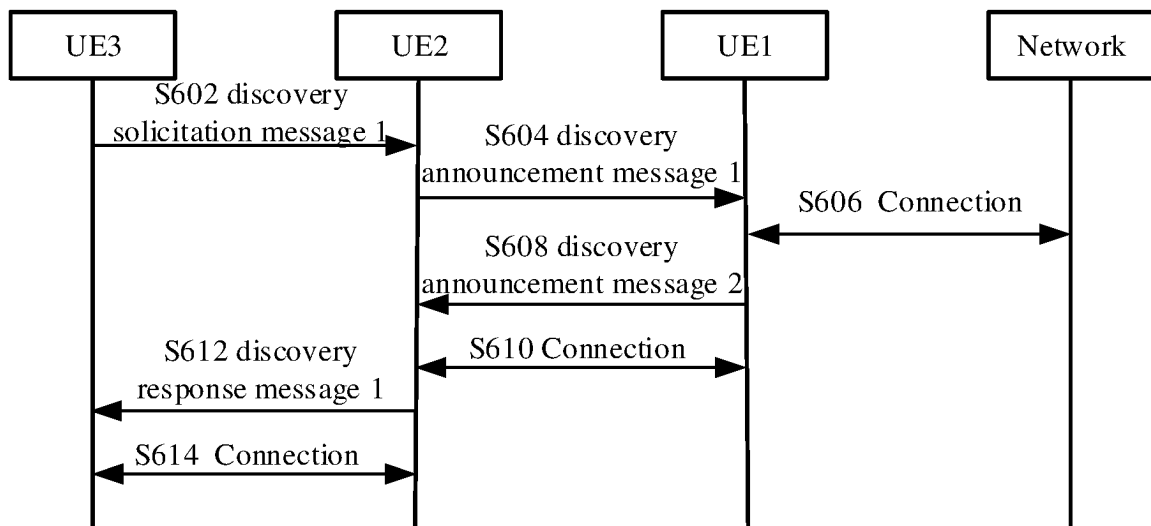 UE3
UE2
UE1
Network
S602 discovery
solicitation message 1
S604 discovery
announcement message 1
S606 Connection
S608 discovery
announcement message 2
S610 Connection
S612 discovery
response message 1
S614 Connection